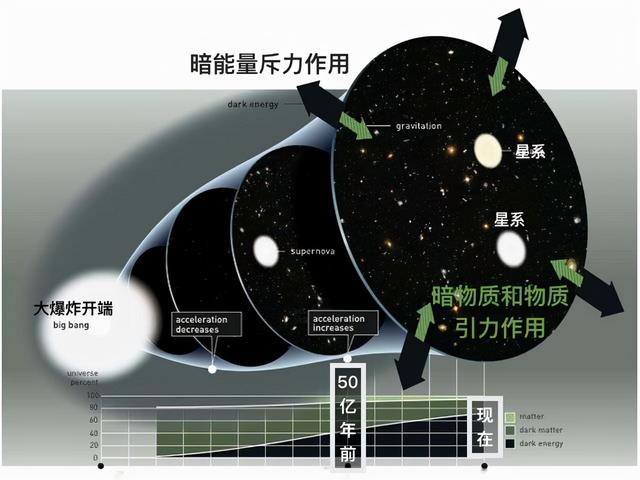 暗能量斥力作用
dark energy
gravitation
星系
星系
supernova
大爆炸开端
big bang
暗物质和物质
引力作用
acceleration
decreases
acceleration
increases
universe
percent
100
80
60
40
20
0
50
亿
年
前
现
在
matter
dark matter
dark energy